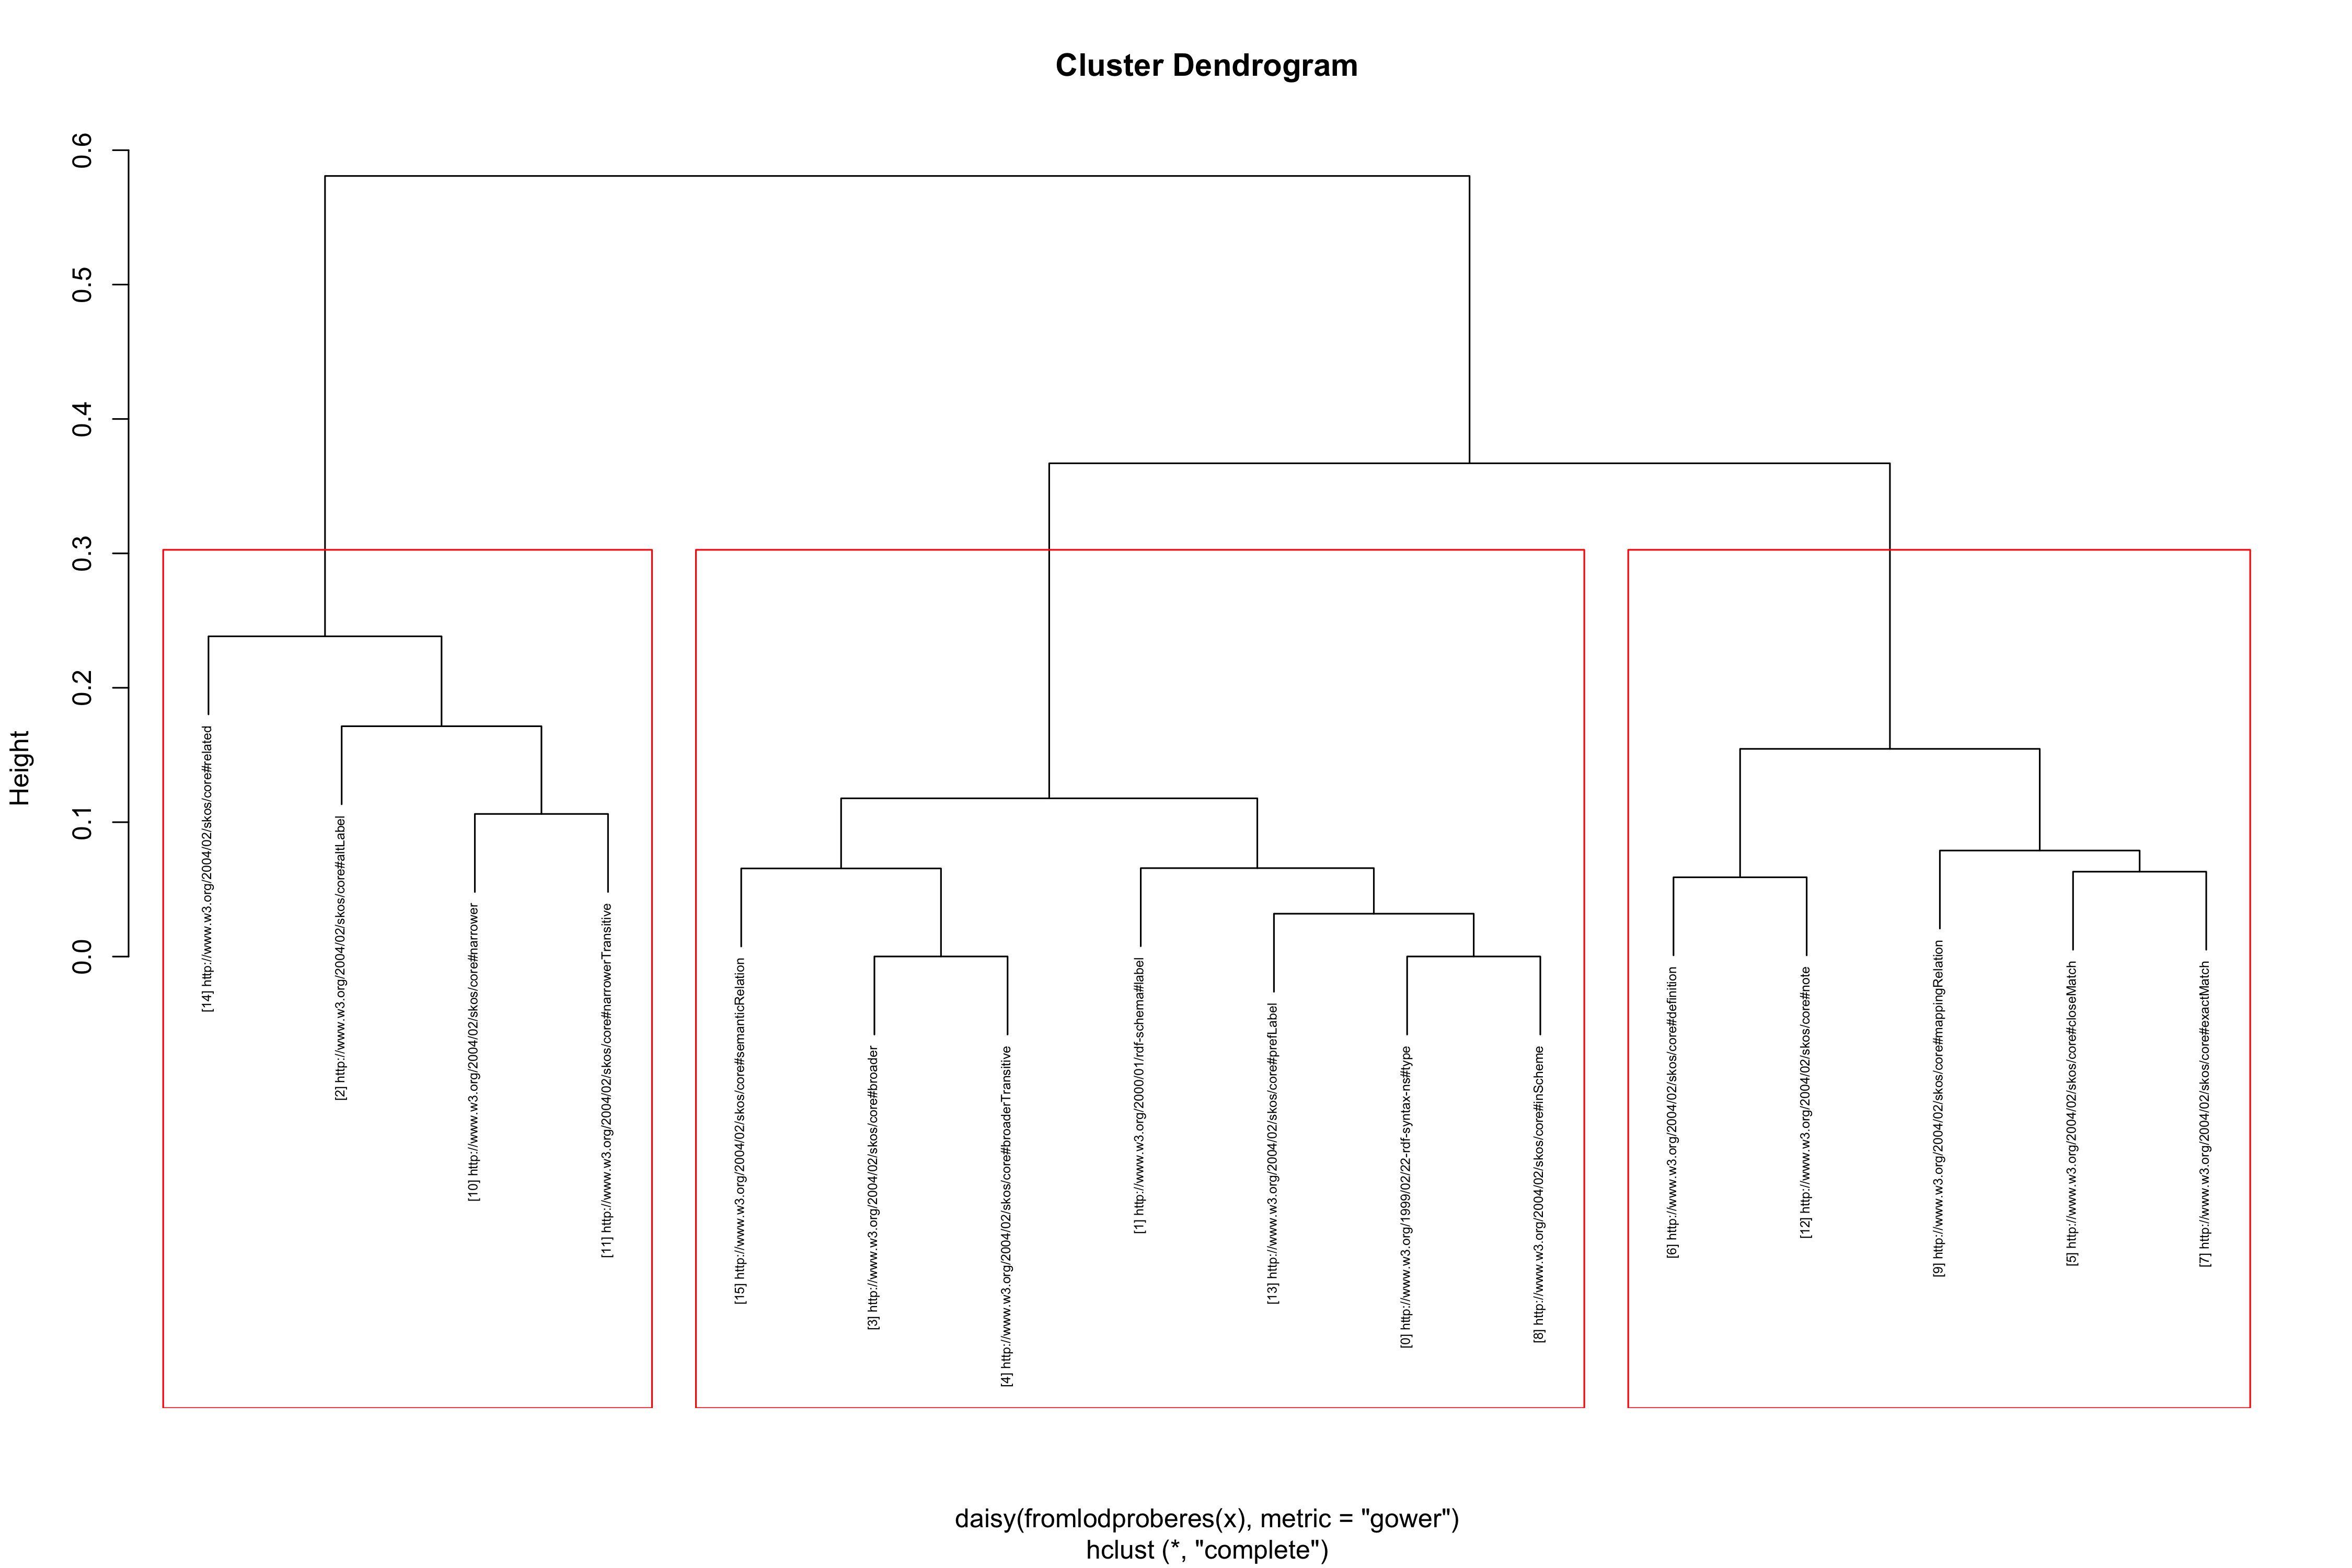 Cluster Dendrogram
Height
0.6
0.5
0.4
0.3
0.2
0.1
0.0
[14] http://www.w3.org/2004/02/skos/core#related
[2] http://www.w3.org/2004/02/skos/core#altLabel
[10] http://www.w3.org/2004/02/skos/core#narrower
[11] http://www.w3.org/2004/02/skos/core#narrowerTransitive
[15] http://www.w3.org/2004/02/skos/core#semanticRelation
[3] http://www.w3.org/2004/02/skos/core#broader
[4] http://www.w3.org/2004/02/skos/core#broaderTransitive
[1] http://www.w3.org/2000/01/rdf-schema#label
[13] http://www.w3.org/2004/02/skos/core#prefLabel
[0] http://www.w3.org/1999/02/22-rdf-syntax-ns#type
[8] http://www.w3.org/2004/02/skos/core#inScheme
[6] http://www.w3.org/2004/02/skos/core#definition
[12] http://www.w3.org/2004/02/skos/core#note
[9] http://www.w3.org/2004/02/skos/core#mappingRelation
[5] http://www.w3.org/2004/02/skos/core#closeMatch
[7] http://www.w3.org/2004/02/skos/core#exactMatch
daisy(fromlodproberes(x), metric = "gower")
hclust (*, "complete")